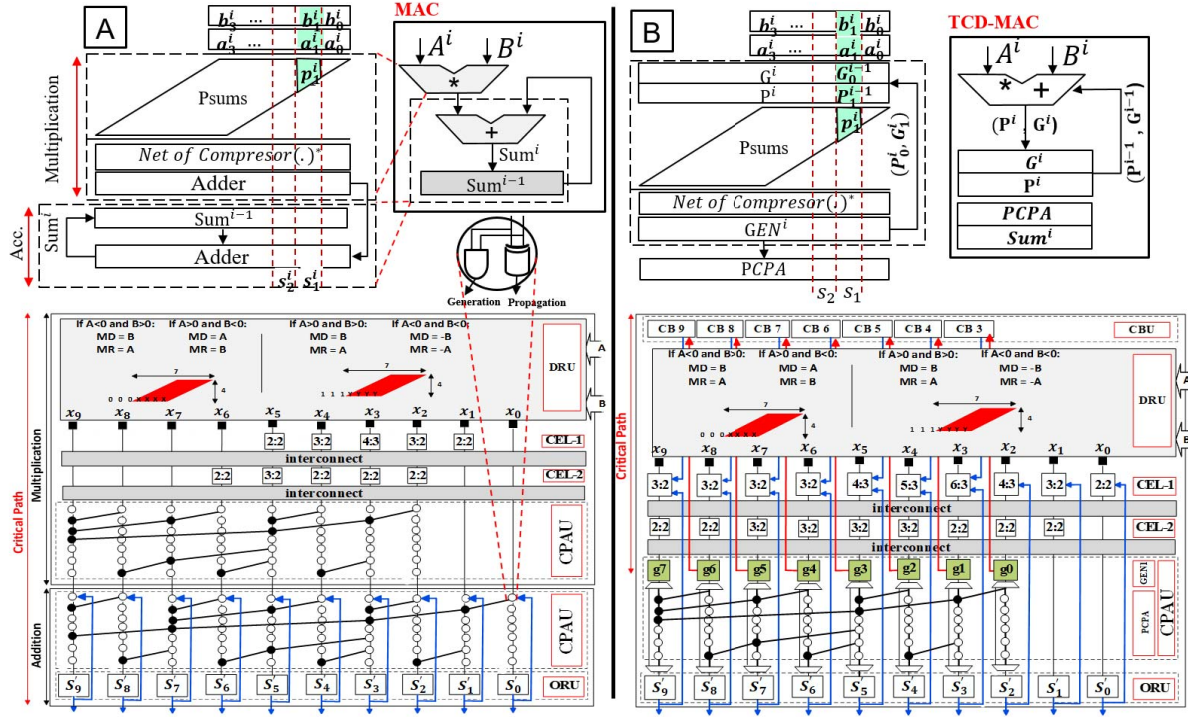 A
MAC
b₃ⁱ ... b₁ⁱ b₀ⁱ
a₃ⁱ ... a₁ⁱ a₀ⁱ
p₁ⁱ
Psums
Multiplication
Net of Compresor(.)*
Adder
Acc.
Sumⁱ
Sumⁱ⁻¹
Adder
s₂ⁱ s₁ⁱ
Aⁱ Bⁱ
*
+
Sumⁱ
Sumⁱ⁻¹
Generation Propagation
Critical Path
Multiplication
Addition
If A<0 and B>0: If A>0 and B<0: If A>0 and B>0: If A<0 and B<0:
MD = B MD = A MD = B MD = -B
MR = A MR = B MR = A MR = -A
7 7
4 4
0 0 0 X X X X 1 1 1 Y Y Y Y
DRU
A
B
x₉ x₈ x₇ x₆ x₅ x₄ x₃ x₂ x₁ x₀
2:2 3:2 4:3 3:2 2:2 CEL-1
interconnect
2:2 3:2 2:2 2:2 2:2 CEL-2
interconnect
CPAU
CPAU
S'₉ S'₈ S'₇ S'₆ S'₅ S'₄ S'₃ S'₂ S'₁ S'₀ ORU
B
TCD-MAC
b₃ⁱ ... b₁ⁱ b₀ⁱ
a₃ⁱ ... a₁ⁱ a₀ⁱ
Gⁱ G₀ⁱ⁻¹
Pⁱ P₁ⁱ⁻¹
p₁ⁱ
Psums
(P₀ⁱ, G₁ⁱ)
Net of Compresor(.)*
GENⁱ
PCPA
s₂ s₁
Aⁱ Bⁱ
* +
(Pⁱ , Gⁱ)
(Pⁱ⁻¹ , Gⁱ⁻¹)
Gⁱ
Pⁱ
PCPA
Sumⁱ
Critical Path
CB 9 CB 8 CB 7 CB 6 CB 5 CB 4 CB 3 CBU
If A<0 and B>0: If A>0 and B<0: If A>0 and B>0: If A<0 and B<0:
MD = B MD = A MD = B MD = -B
MR = A MR = B MR = A MR = -A
7 7
4 4
0 0 0 X X X X 1 1 1 Y Y Y Y
DRU
A
B
x₉ x₈ x₇ x₆ x₅ x₄ x₃ x₂ x₁ x₀
3:2 3:2 3:2 3:2 4:3 5:3 6:3 4:3 3:2 2:2 CEL-1
interconnect
2:2 2:2 3:2 3:2 3:2 3:2 2:2 2:2 2:2 CEL-2
interconnect
g7 g6 g5 g4 g3 g2 g1 g0
GEN1
PCPA
CPAU
S'₉ S'₈ S'₇ S'₆ S'₅ S'₄ S'₃ S'₂ S'₁ S₀ ORU